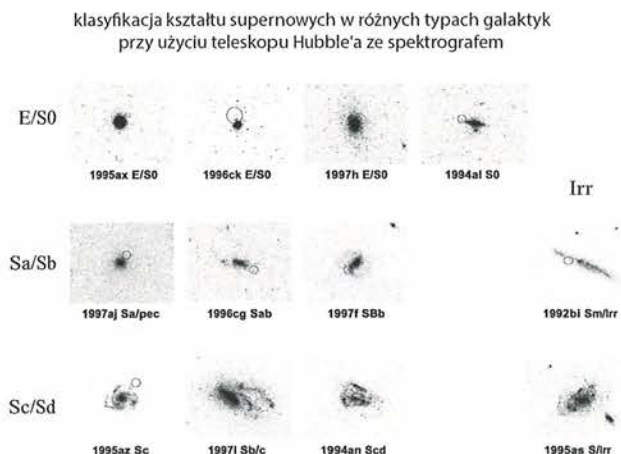 klasyfikacja kształtu supernowych w różnych typach galaktyk
przy użyciu teleskopu Hubble'a ze spektrografem
E/S0
1995ax E/S0
1996ck E/S0
1997h E/S0
1994al S0
Irr
Sa/Sb
1997aj Sa/pec
1996cg Sab
1997f SBb
1992bi Sm/Irr
Sc/Sd
1995az Sc
1997l Sb/c
1994an Scd
1995as S/Irr